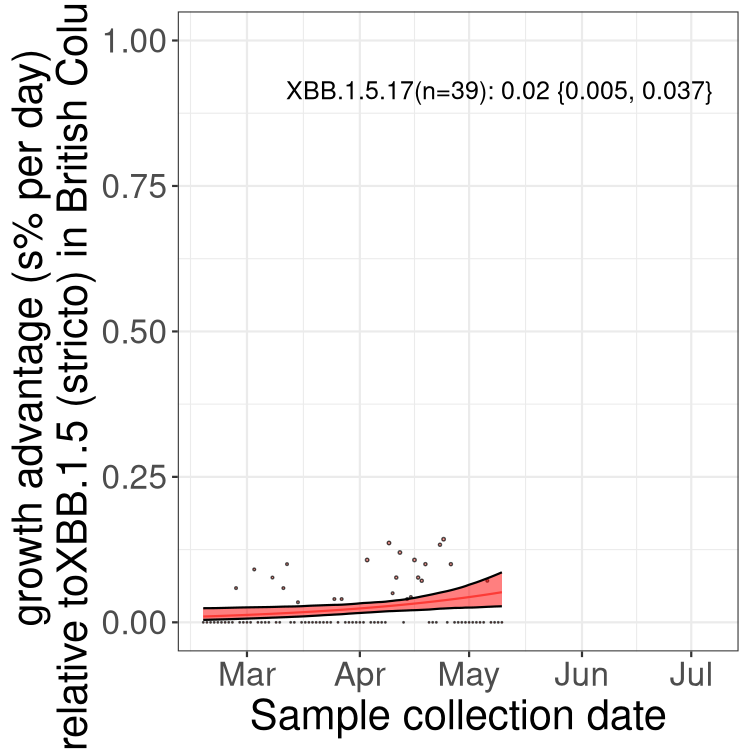 growth advantage (s% per day)
relative toXBB.1.5 (stricto) in British Colu
1.00
0.75
0.50
0.25
0.00
XBB.1.5.17(n=39): 0.02 {0.005, 0.037}
Mar Apr May Jun Jul
Sample collection date